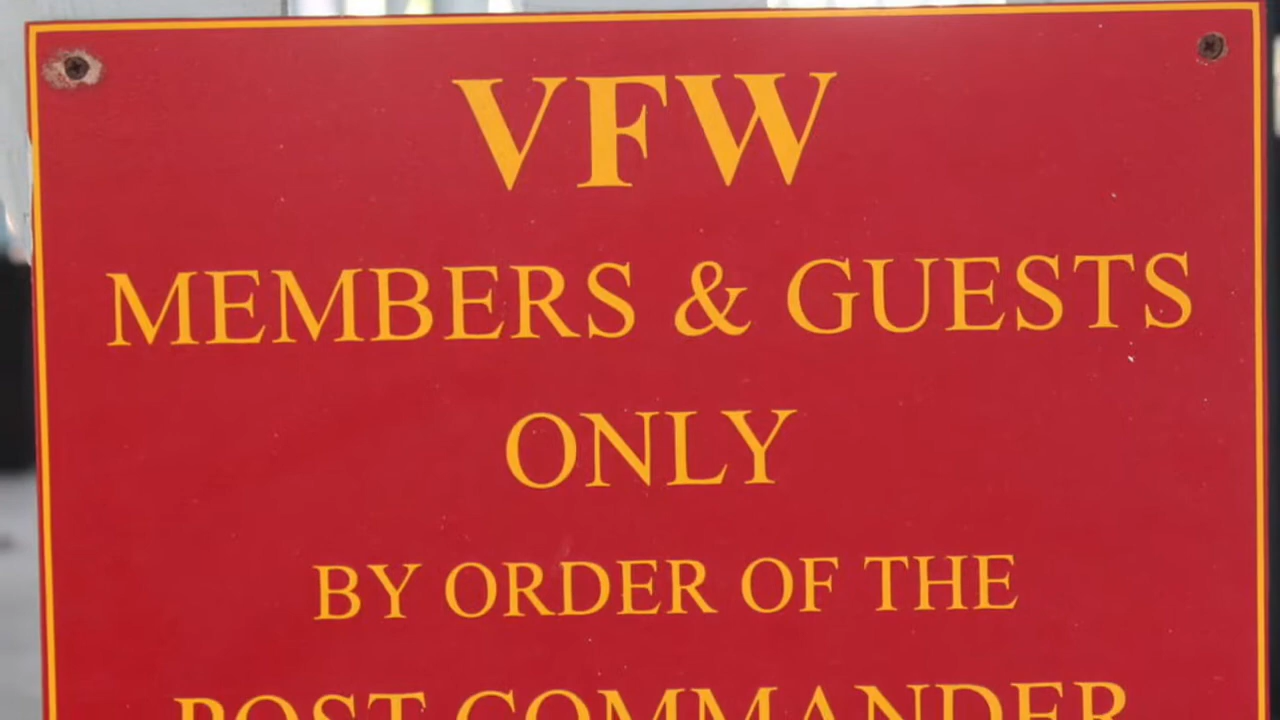 VFW
MEMBERS & GUESTS
ONLY
BY ORDER OF THE
POST COMMANDER